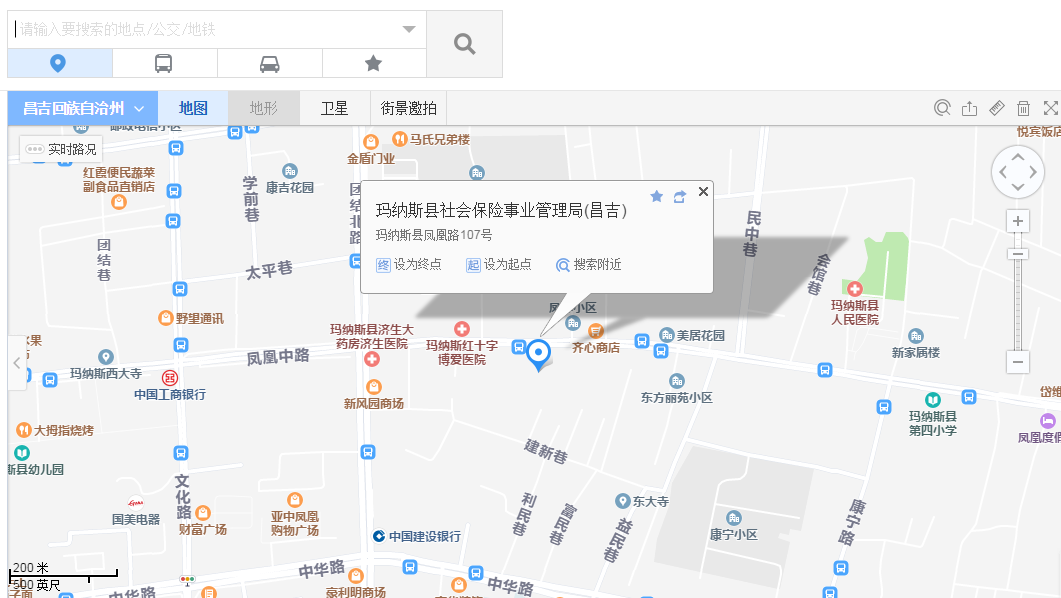 请输入要搜索的地点/公交/地铁
昌吉回族自治州
地图
地形
卫星
街景邀拍
实时路况
悦宾饭店
马氏兄弟楼
金盾门业
红霞便民蔬菜
副食品直销店
康吉花园
学前巷
团结北路
团结巷
太平巷
玛纳斯县社会保险事业管理局(昌吉)
玛纳斯县凤凰路107号
终 设为终点
起 设为起点
搜索附近
民中巷
会馆巷
玛纳斯县
人民医院
野望通讯
玛纳斯县济生大
药房济生医院
玛纳斯红十字
博爱医院
齐心商店
美居花园
新家居楼
凤凰中路
玛纳斯西大寺
中国工商银行
新风园商场
东方丽苑小区
玛纳斯县
第四小学
凤凰度假
大拇指烧烤
斯县幼儿园
建新巷
文化路
国美电器
财富广场
亚中凤凰
购物广场
利民巷
富民巷
益民巷
东大寺
康宁小区
康宁路
中国建设银行
200 米
500 英尺
中华路
豪利明商场
中华路
中华路